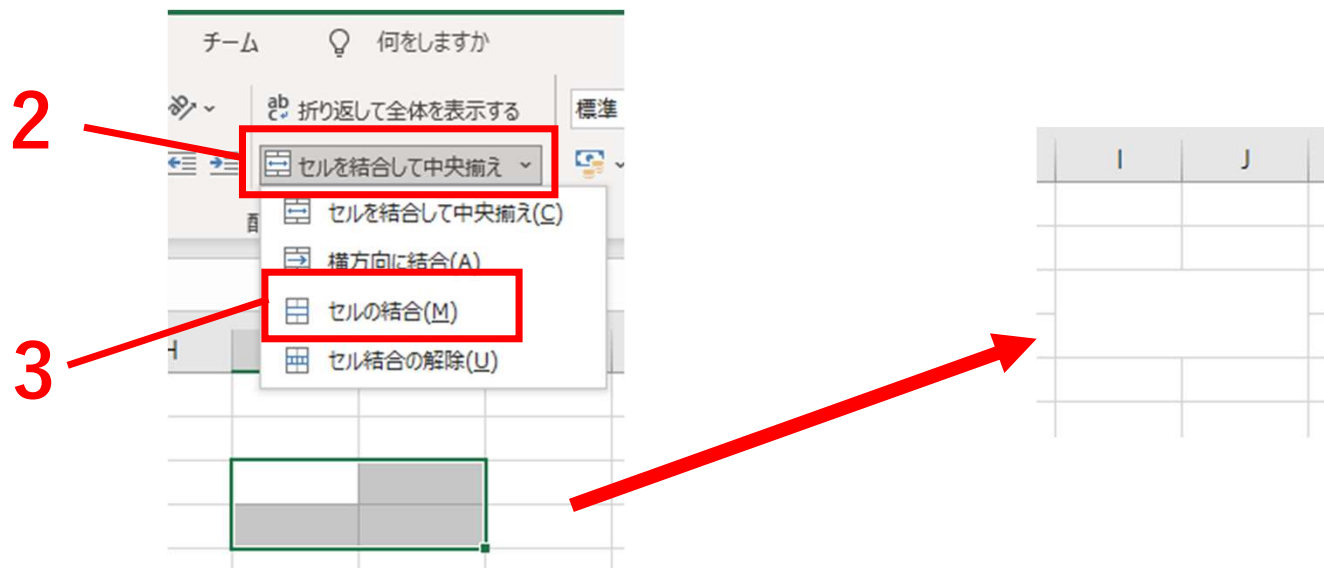 チーム 何をしますか
2
ab 折り返して全体を表示する 標準
セルを結合して中央揃え
セルを結合して中央揃え(C)
横方向に結合(A)
セルの結合(M)
セル結合の解除(U)
3
H
I J